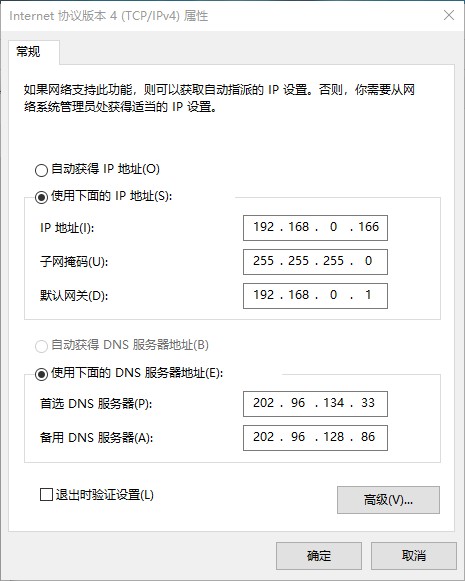 Internet 协议版本 4 (TCP/IPv4) 属性
常规
如果网络支持此功能，则可以获取自动指派的 IP 设置。否则，你需要从网
络系统管理员处获得适当的 IP 设置。
自动获得 IP 地址(O)
使用下面的 IP 地址(S):
IP 地址(I): 192 . 168 . 0 . 166
子网掩码(U): 255 . 255 . 255 . 0
默认网关(D): 192 . 168 . 0 . 1
自动获得 DNS 服务器地址(B)
使用下面的 DNS 服务器地址(E):
首选 DNS 服务器(P): 202 . 96 . 134 . 33
备用 DNS 服务器(A): 202 . 96 . 128 . 86
退出时验证设置(L)
高级(V)...
确定 取消